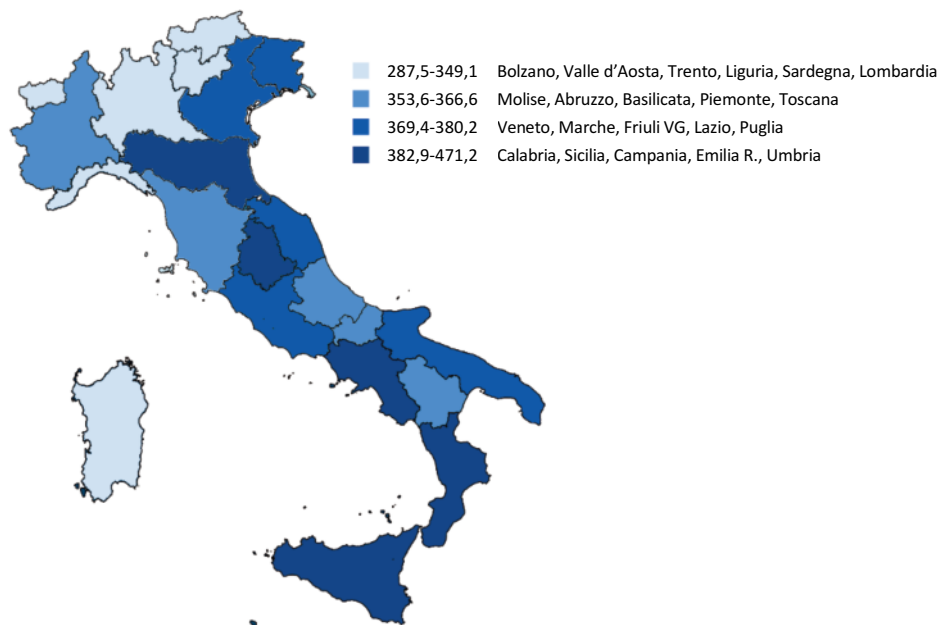 287,5-349,1 Bolzano, Valle d’Aosta, Trento, Liguria, Sardegna, Lombardia
353,6-366,6 Molise, Abruzzo, Basilicata, Piemonte, Toscana
369,4-380,2 Veneto, Marche, Friuli VG, Lazio, Puglia
382,9-471,2 Calabria, Sicilia, Campania, Emilia R., Umbria